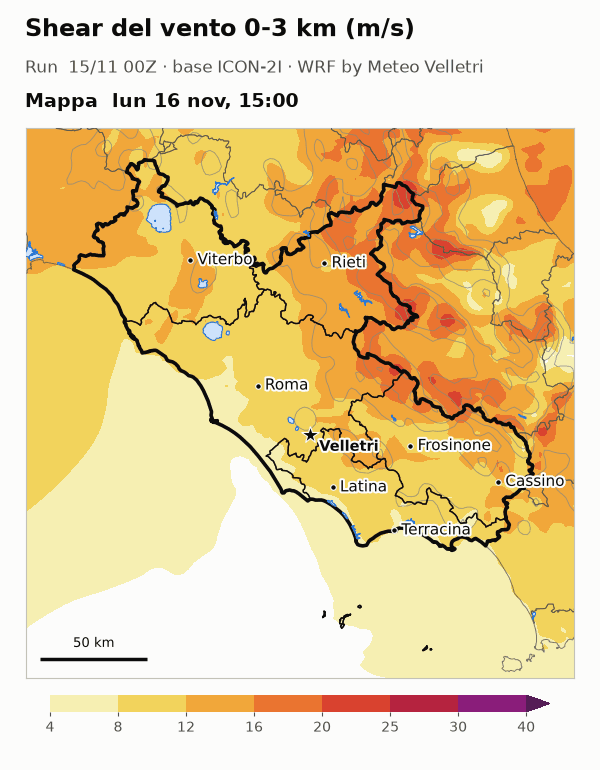 Shear del vento 0-3 km (m/s)
Run  15/11 00Z · base ICON-2I · WRF by Meteo Velletri
Mappa  lun 16 nov, 15:00
Viterbo
Rieti
Roma
Velletri
Frosinone
Latina
Cassino
Terracina
50 km
4 8 12 16 20 25 30 40